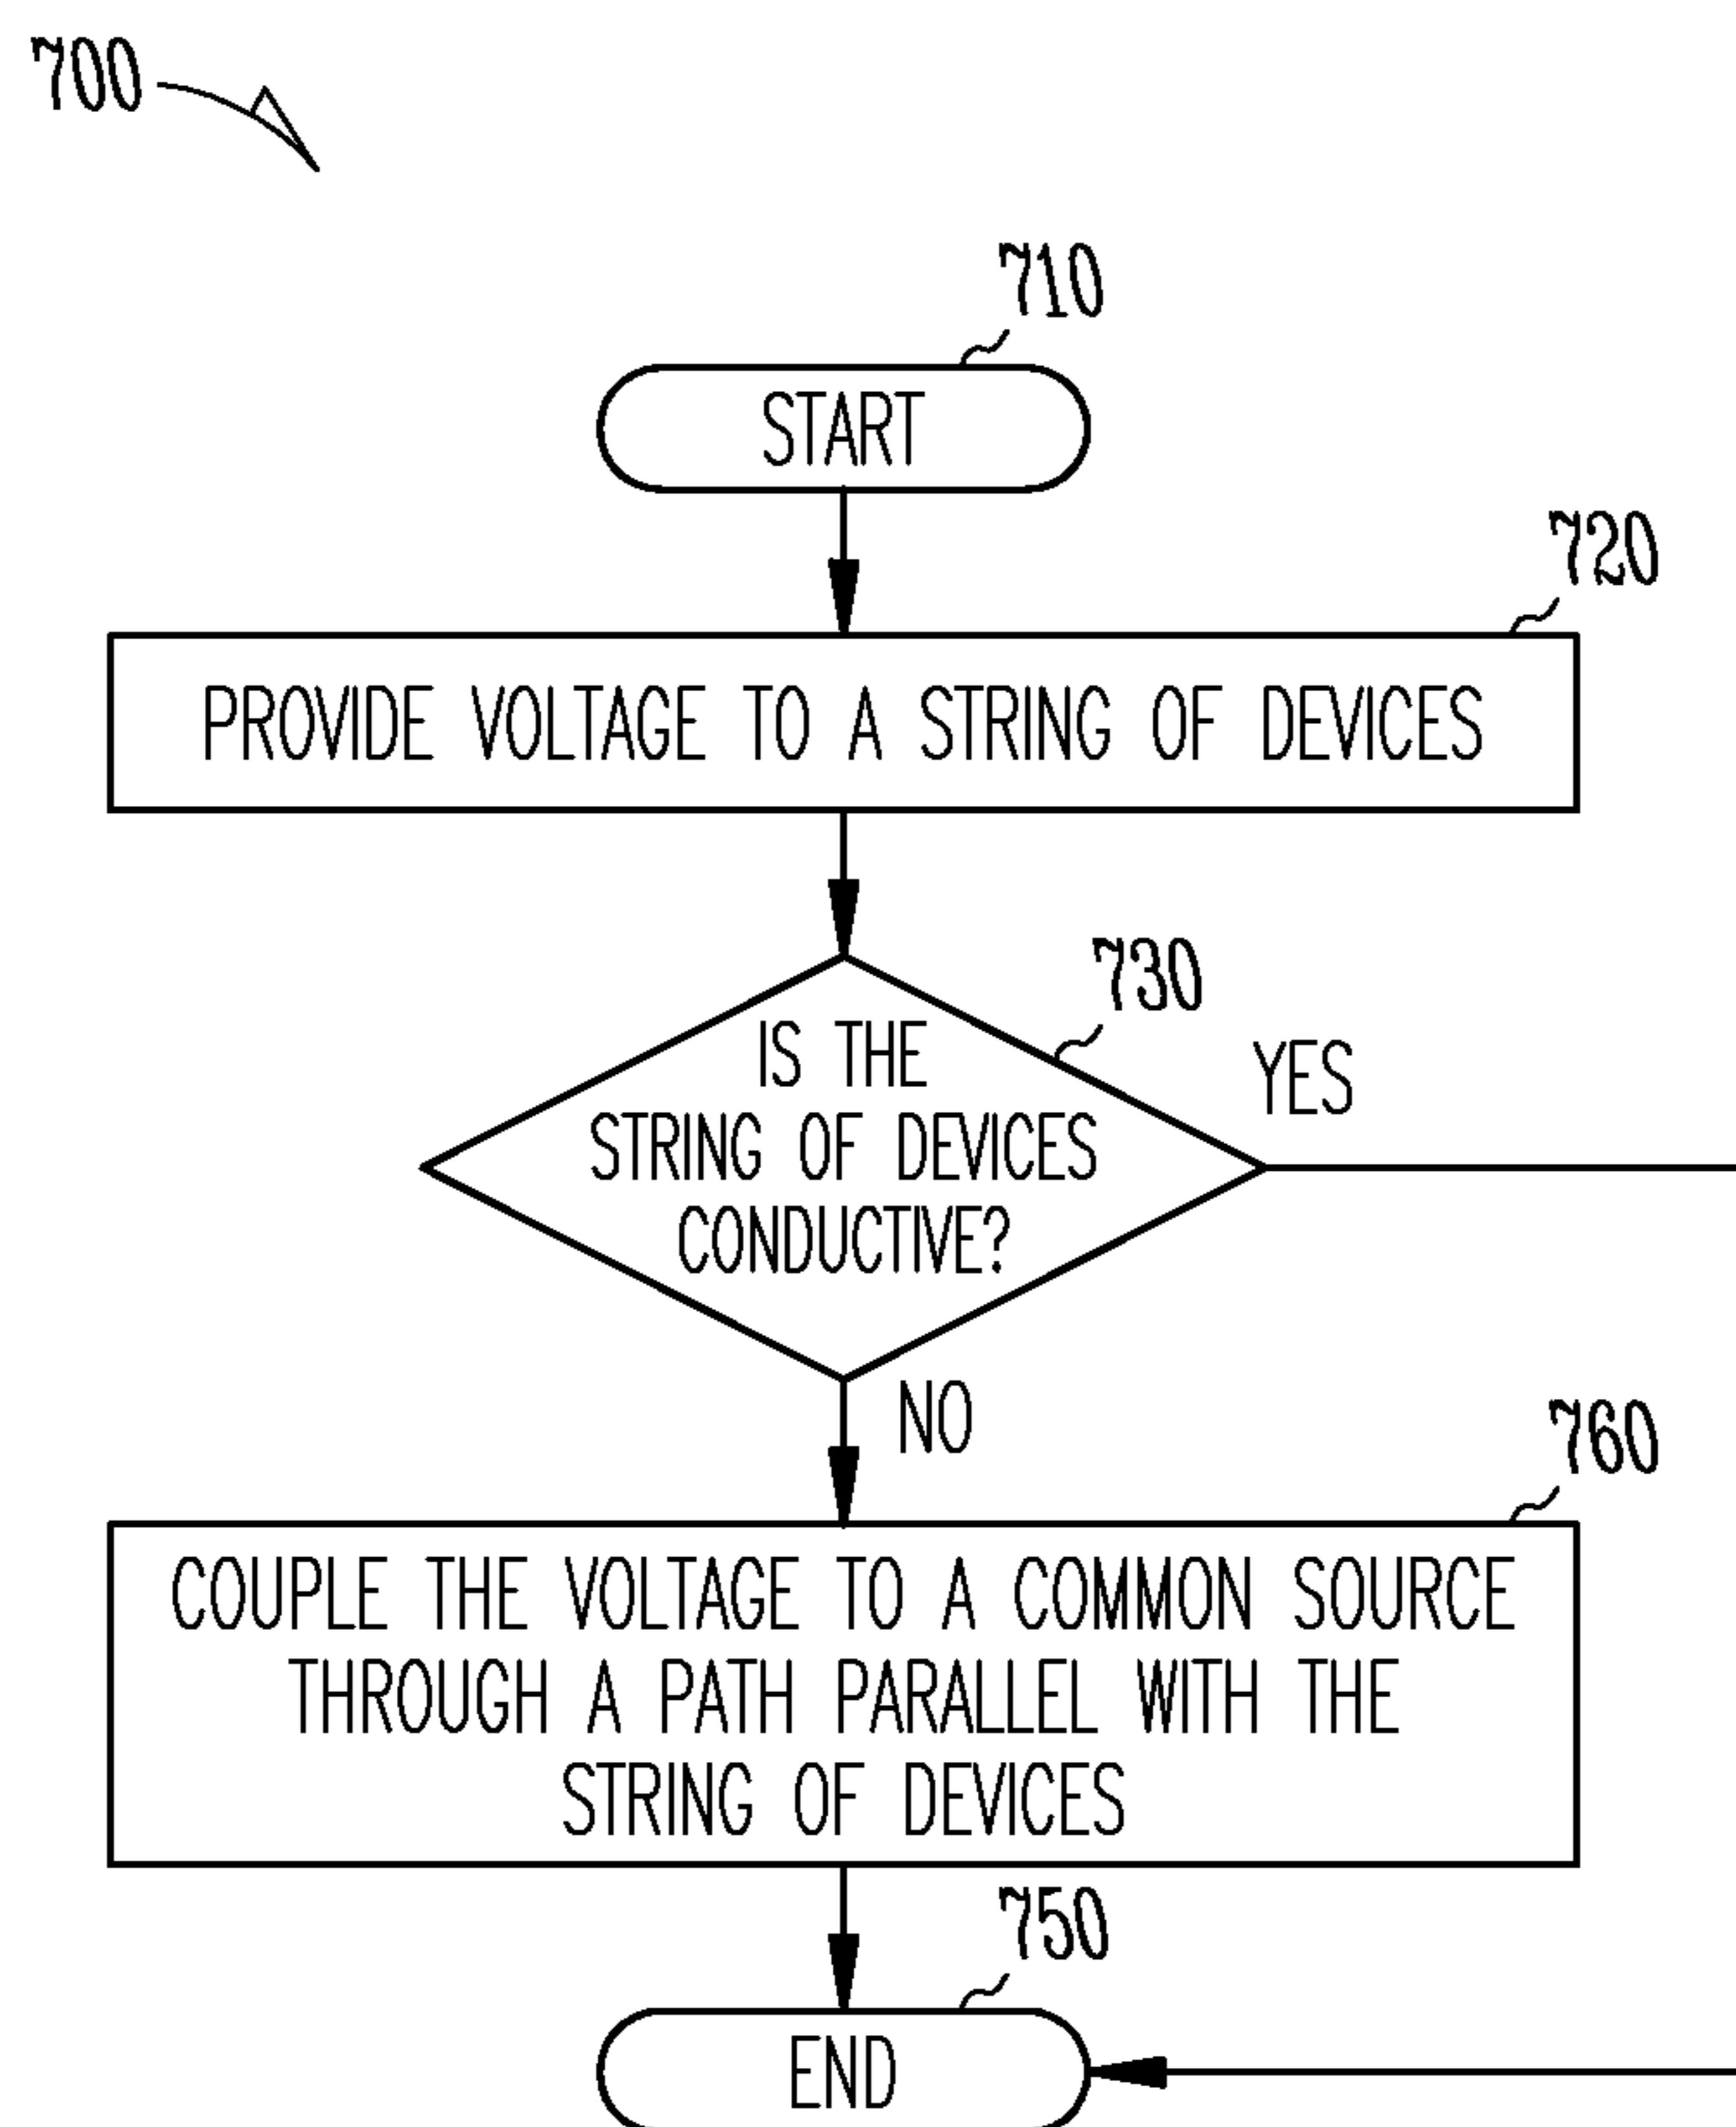 700
710
START
720
PROVIDE VOLTAGE TO A STRING OF DEVICES
730
IS THE
STRING OF DEVICES
CONDUCTIVE?
YES
NO
760
COUPLE THE VOLTAGE TO A COMMON SOURCE
THROUGH A PATH PARALLEL WITH THE
STRING OF DEVICES
750
END